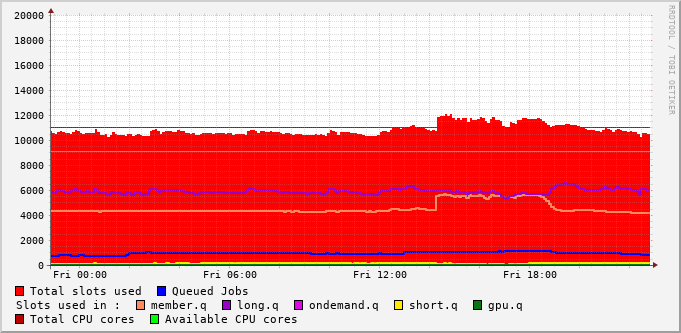 20000
18000
16000
14000
12000
10000
8000
6000
4000
2000
0
Fri 00:00 Fri 06:00 Fri 12:00 Fri 18:00
Total slots used Queued Jobs
Slots used in : member.q long.q ondemand.q short.q gpu.q
Total CPU cores Available CPU cores
RRDTOOL / TOBI OETIKER